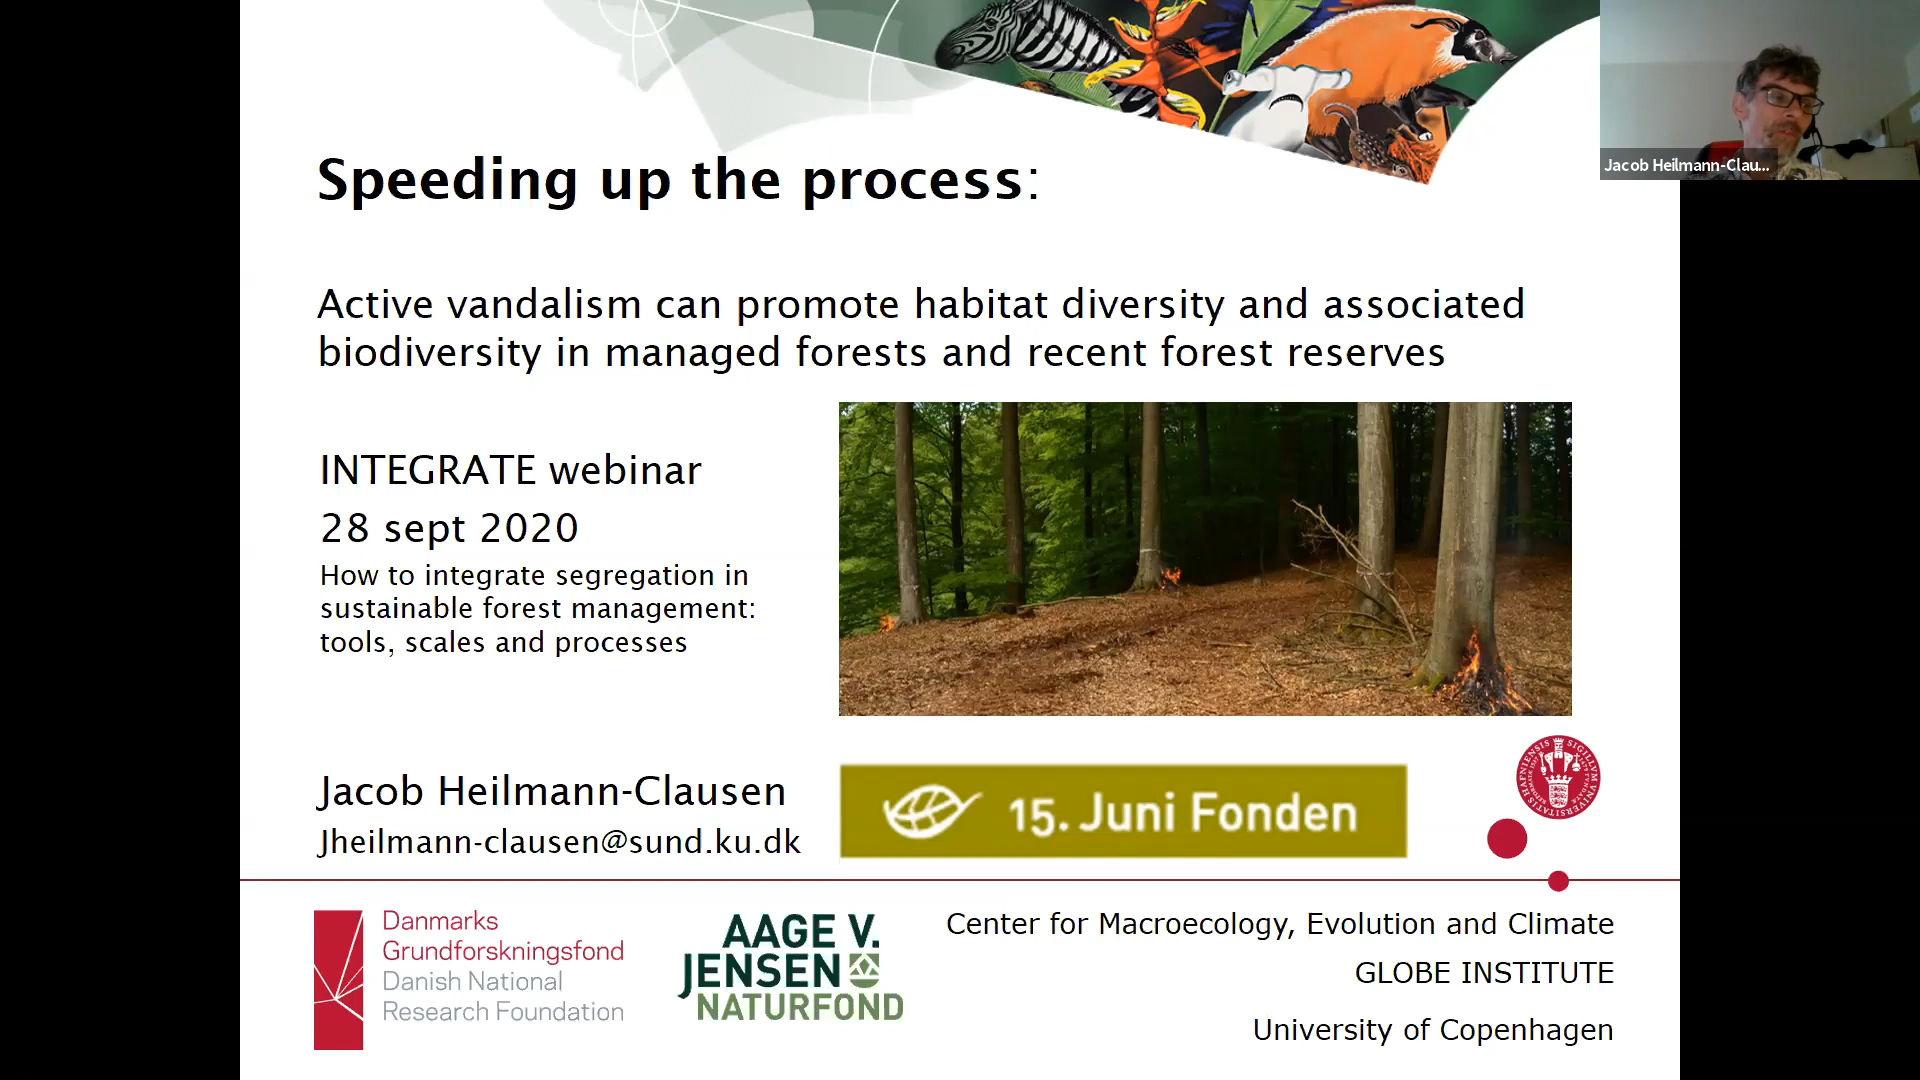 Jacob Heilmann-Clau...
Speeding up the process:
Active vandalism can promote habitat diversity and associated
biodiversity in managed forests and recent forest reserves
INTEGRATE webinar
28 sept 2020
How to integrate segregation in
sustainable forest management:
tools, scales and processes
Jacob Heilmann-Clausen
Jheilmann-clausen@sund.ku.dk
15. Juni Fonden
Danmarks
Grundforskningsfond
Danish National
Research Foundation
AAGE V.
JENSEN
NATURFOND
Center for Macroecology, Evolution and Climate
GLOBE INSTITUTE
University of Copenhagen